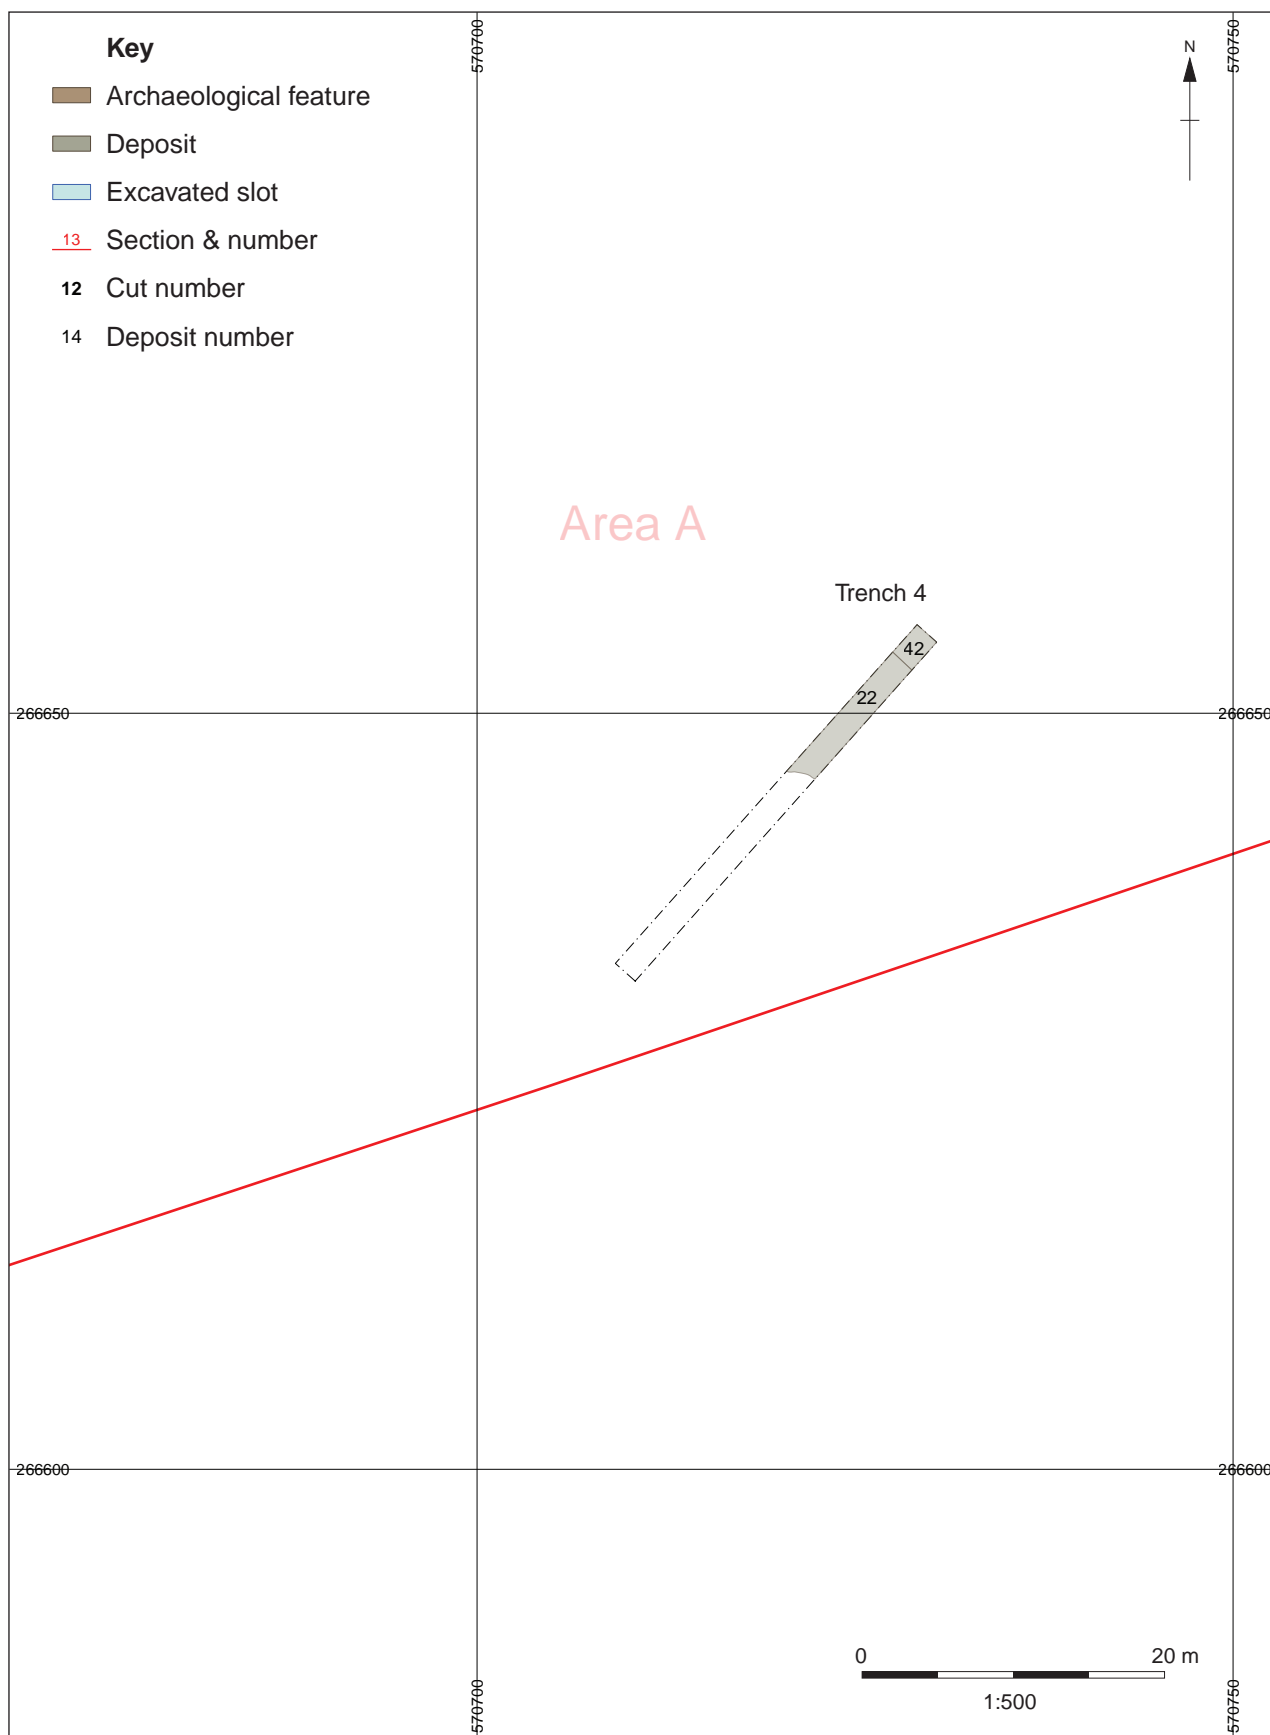 Key
Archaeological feature
Deposit
Excavated slot
13 Section & number
12 Cut number
14 Deposit number
570700
570750
N
Area A
Trench 4
42
22
266650
266650
266600
266600
0 20 m
1:500
570700
570750